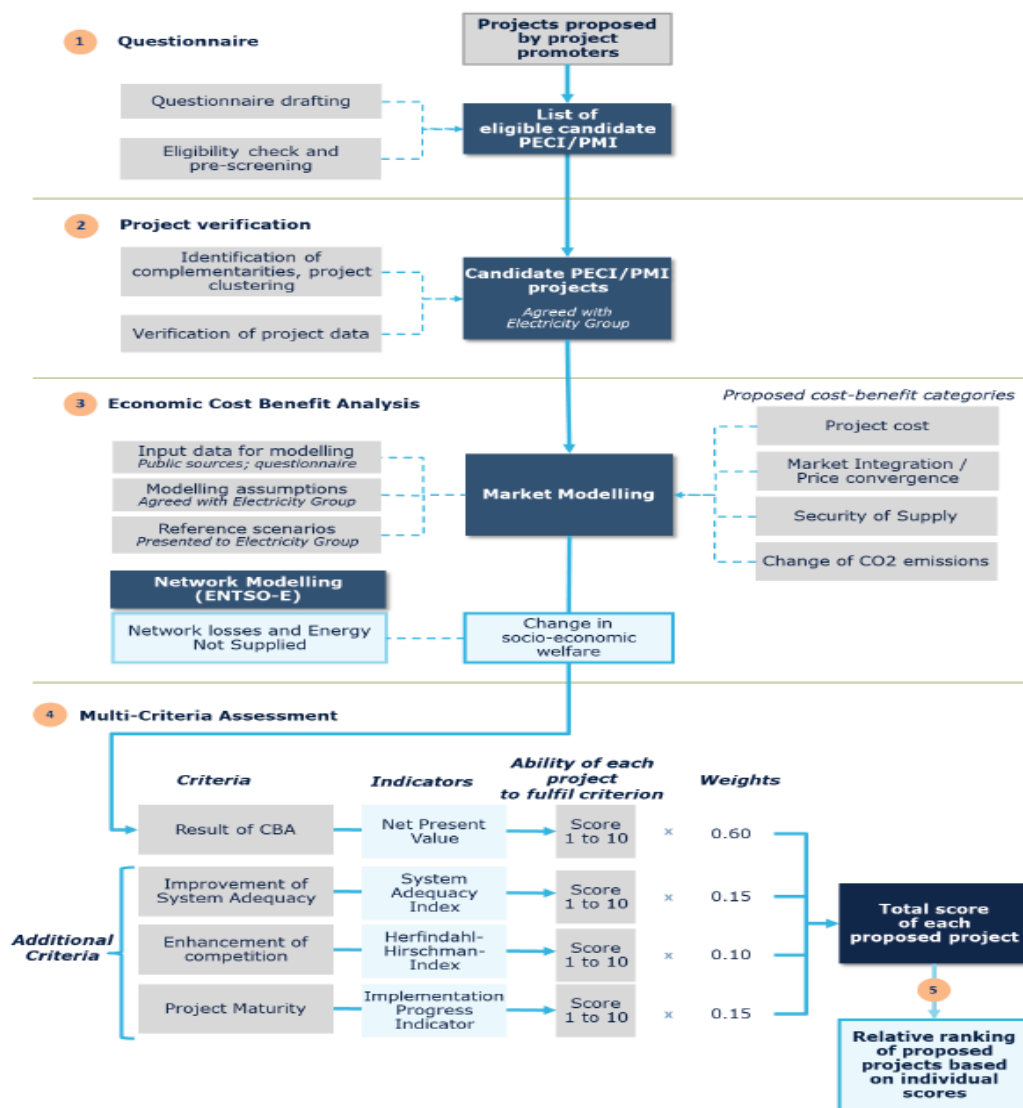 1 Questionnaire
Projects proposed
by project
promoters
Questionnaire drafting
Eligibility check and
pre-screening
List of
eligible candidate
PECI/PMI
2 Project verification
Identification of
complementarities, project
clustering
Verification of project data
Candidate PECI/PMI
projects
Agreed with
Electricity Group
3 Economic Cost Benefit Analysis
Input data for modelling
Public sources; questionnaire
Modelling assumptions
Agreed with Electricity Group
Reference scenarios
Presented to Electricity Group
Market Modelling
Proposed cost-benefit categories
Project cost
Market Integration /
Price convergence
Security of Supply
Change of CO2 emissions
Network Modelling
(ENTSO-E)
Network losses and Energy
Not Supplied
Change in
socio-economic
welfare
4 Multi-Criteria Assessment
Criteria
Indicators
Ability of each
project
to fulfil criterion
Weights
Result of CBA
Net Present
Value
Score
1 to 10
×
0.60
Additional
Criteria
Improvement of
System Adequacy
System
Adequacy
Index
Score
1 to 10
×
0.15
Enhancement of
competition
Herfindahl-
Hirschman-
Index
Score
1 to 10
×
0.10
Project Maturity
Implementation
Progress
Indicator
Score
1 to 10
×
0.15
Total score
of each
proposed project
5
Relative ranking
of proposed
projects based
on individual
scores